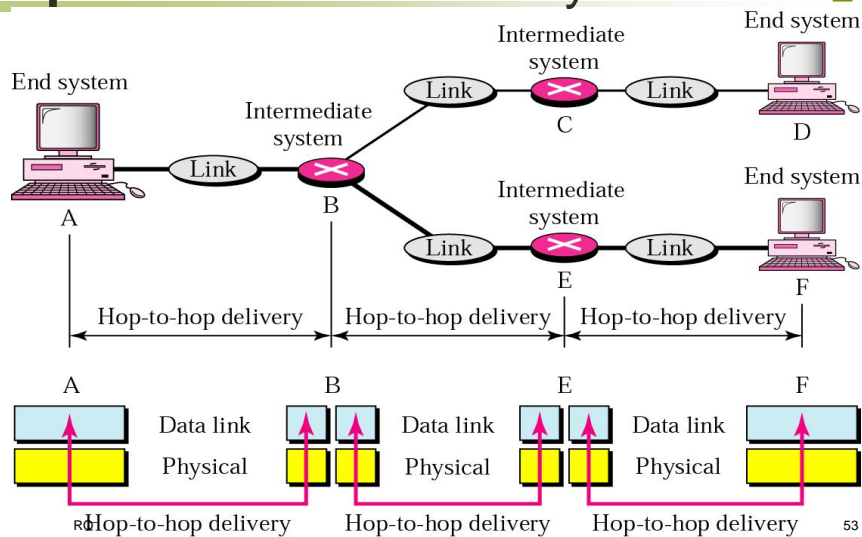 End system
Intermediate
system
End system
Link
Link
C
D
Intermediate
system
Link
A
B
Intermediate
system
End system
Link
Link
E
F
Hop-to-hop delivery
Hop-to-hop delivery
Hop-to-hop delivery
A
B
E
F
Data link
Data link
Data link
Physical
Physical
Physical
Hop-to-hop delivery
Hop-to-hop delivery
Hop-to-hop delivery
53